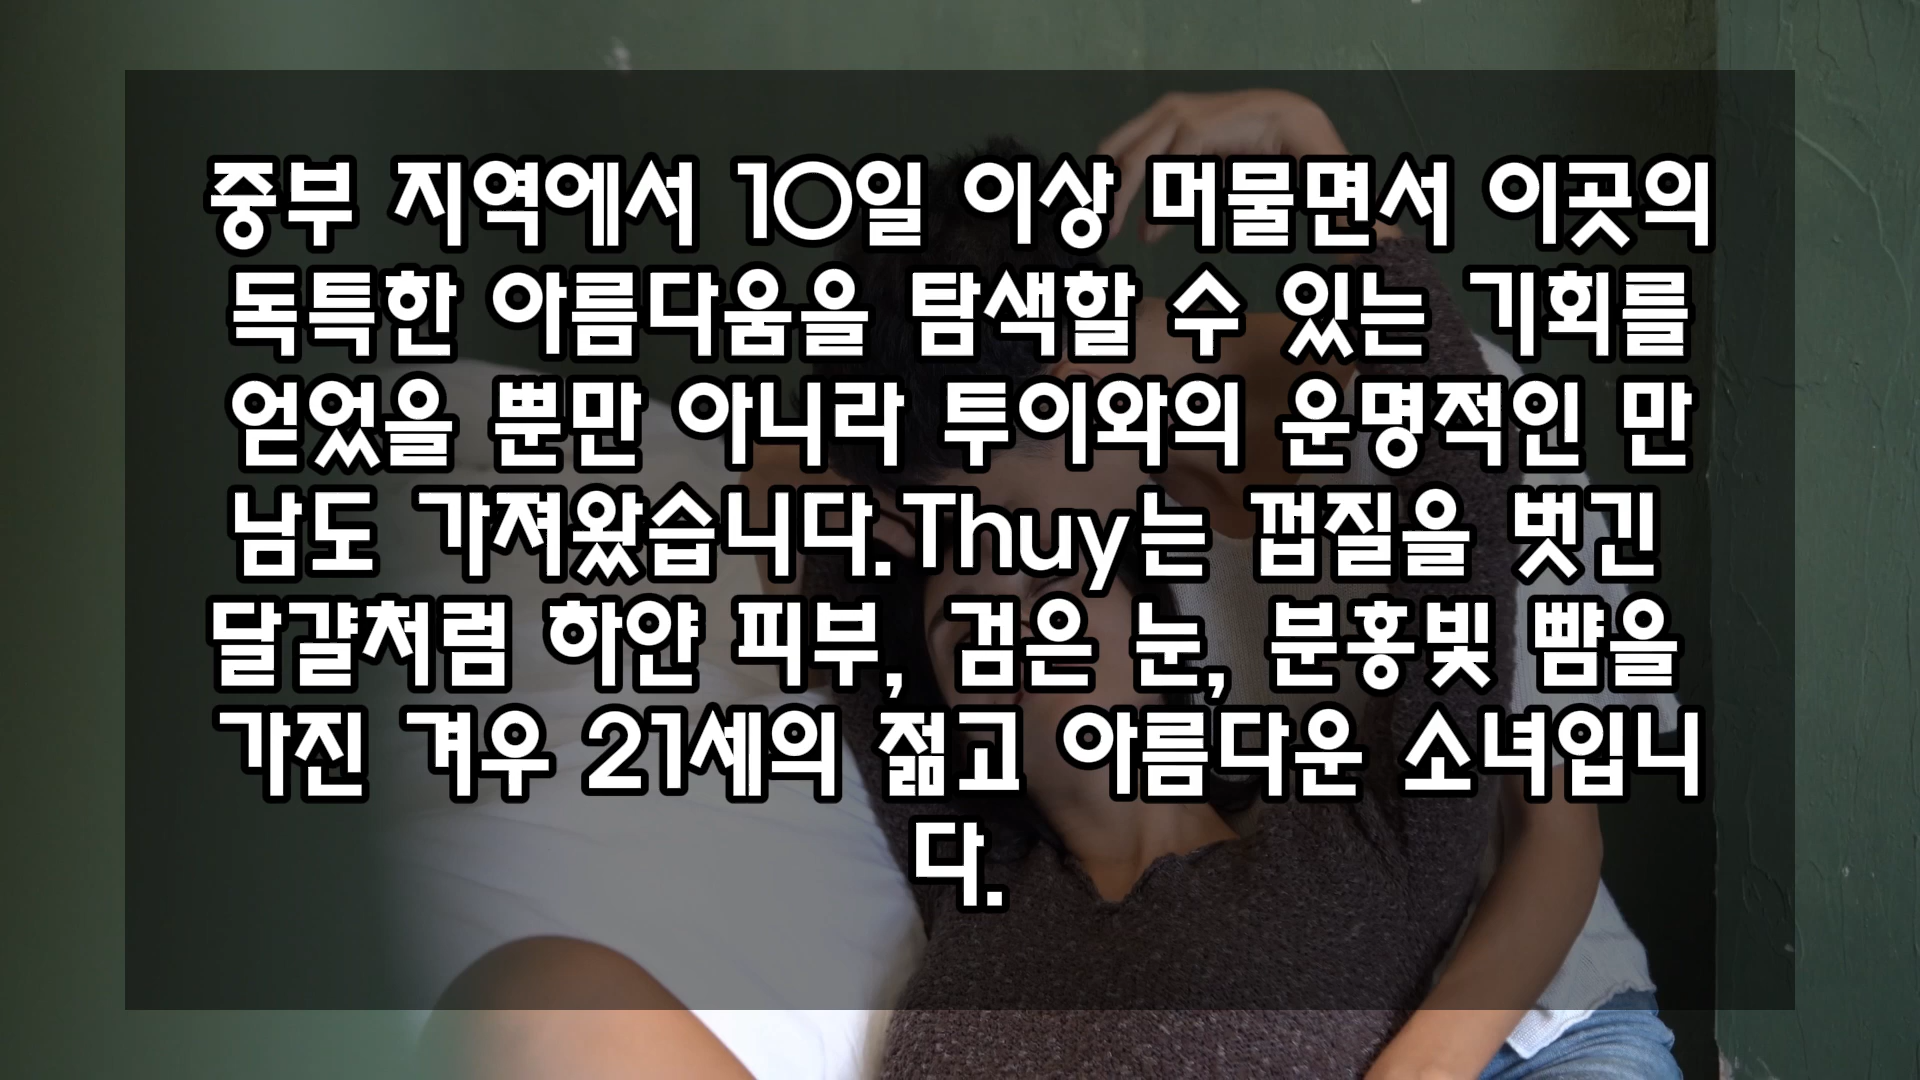 중부 지역에서 10일 이상 머물면서 이곳의
독특한 아름다움을 탐색할 수 있는 기회를
얻었을 뿐만 아니라 투이와의 운명적인 만
남도 가져왔습니다.Thuy는 껍질을 벗긴
달걀처럼 하얀 피부, 검은 눈, 분홍빛 뺨을
가진 겨우 21세의 젊고 아름다운 소녀입니
다.